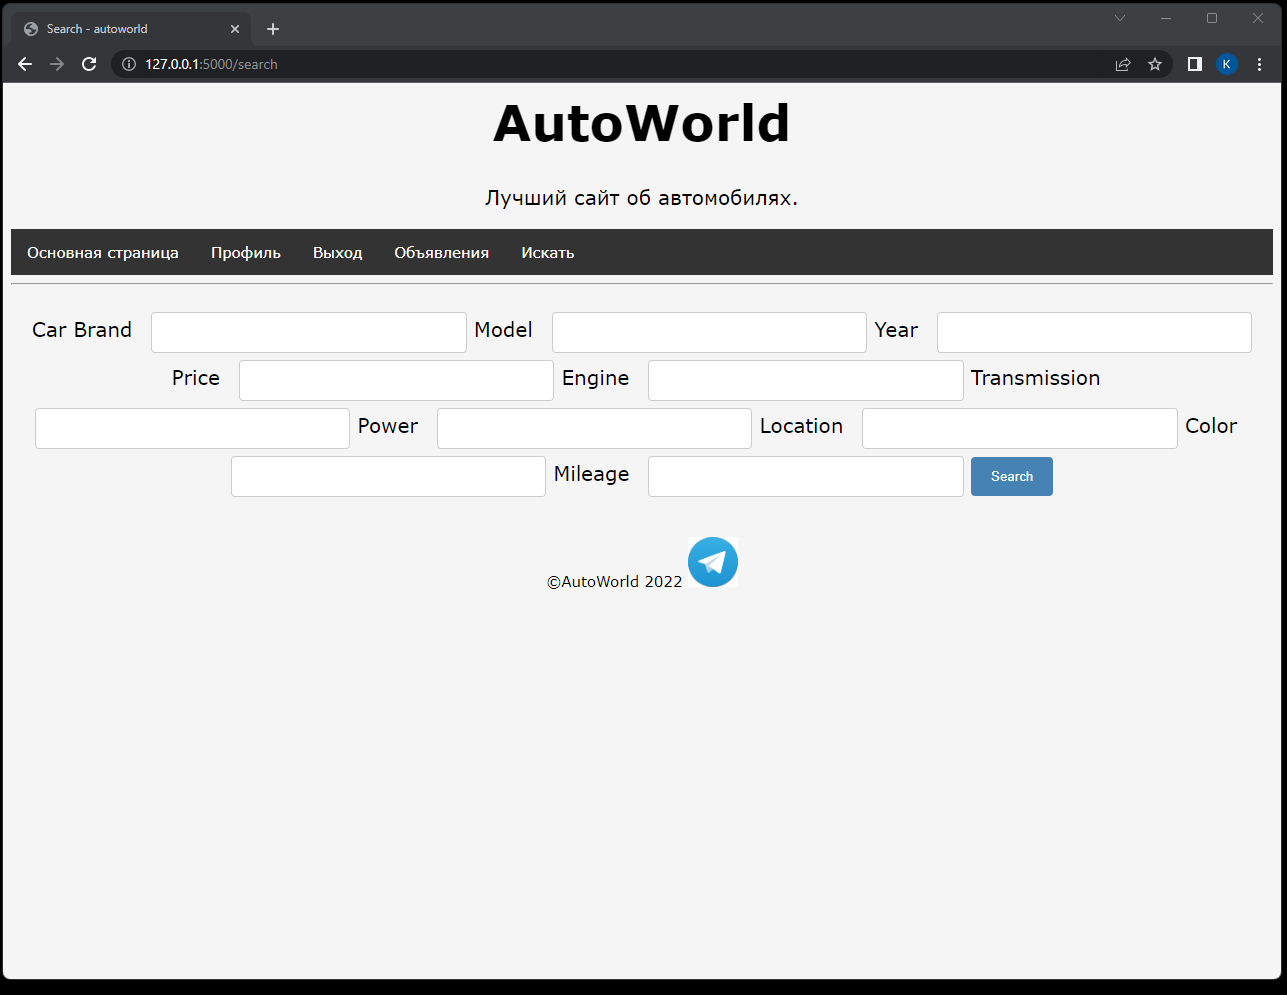 Search - autoworld
127.0.0.1:5000/search
K
AutoWorld
Лучший сайт об автомобилях.
Основная страница Профиль Выход Объявления Искать
Car Brand Model Year
Price Engine Transmission
Power Location Color
Mileage Search
©AutoWorld 2022